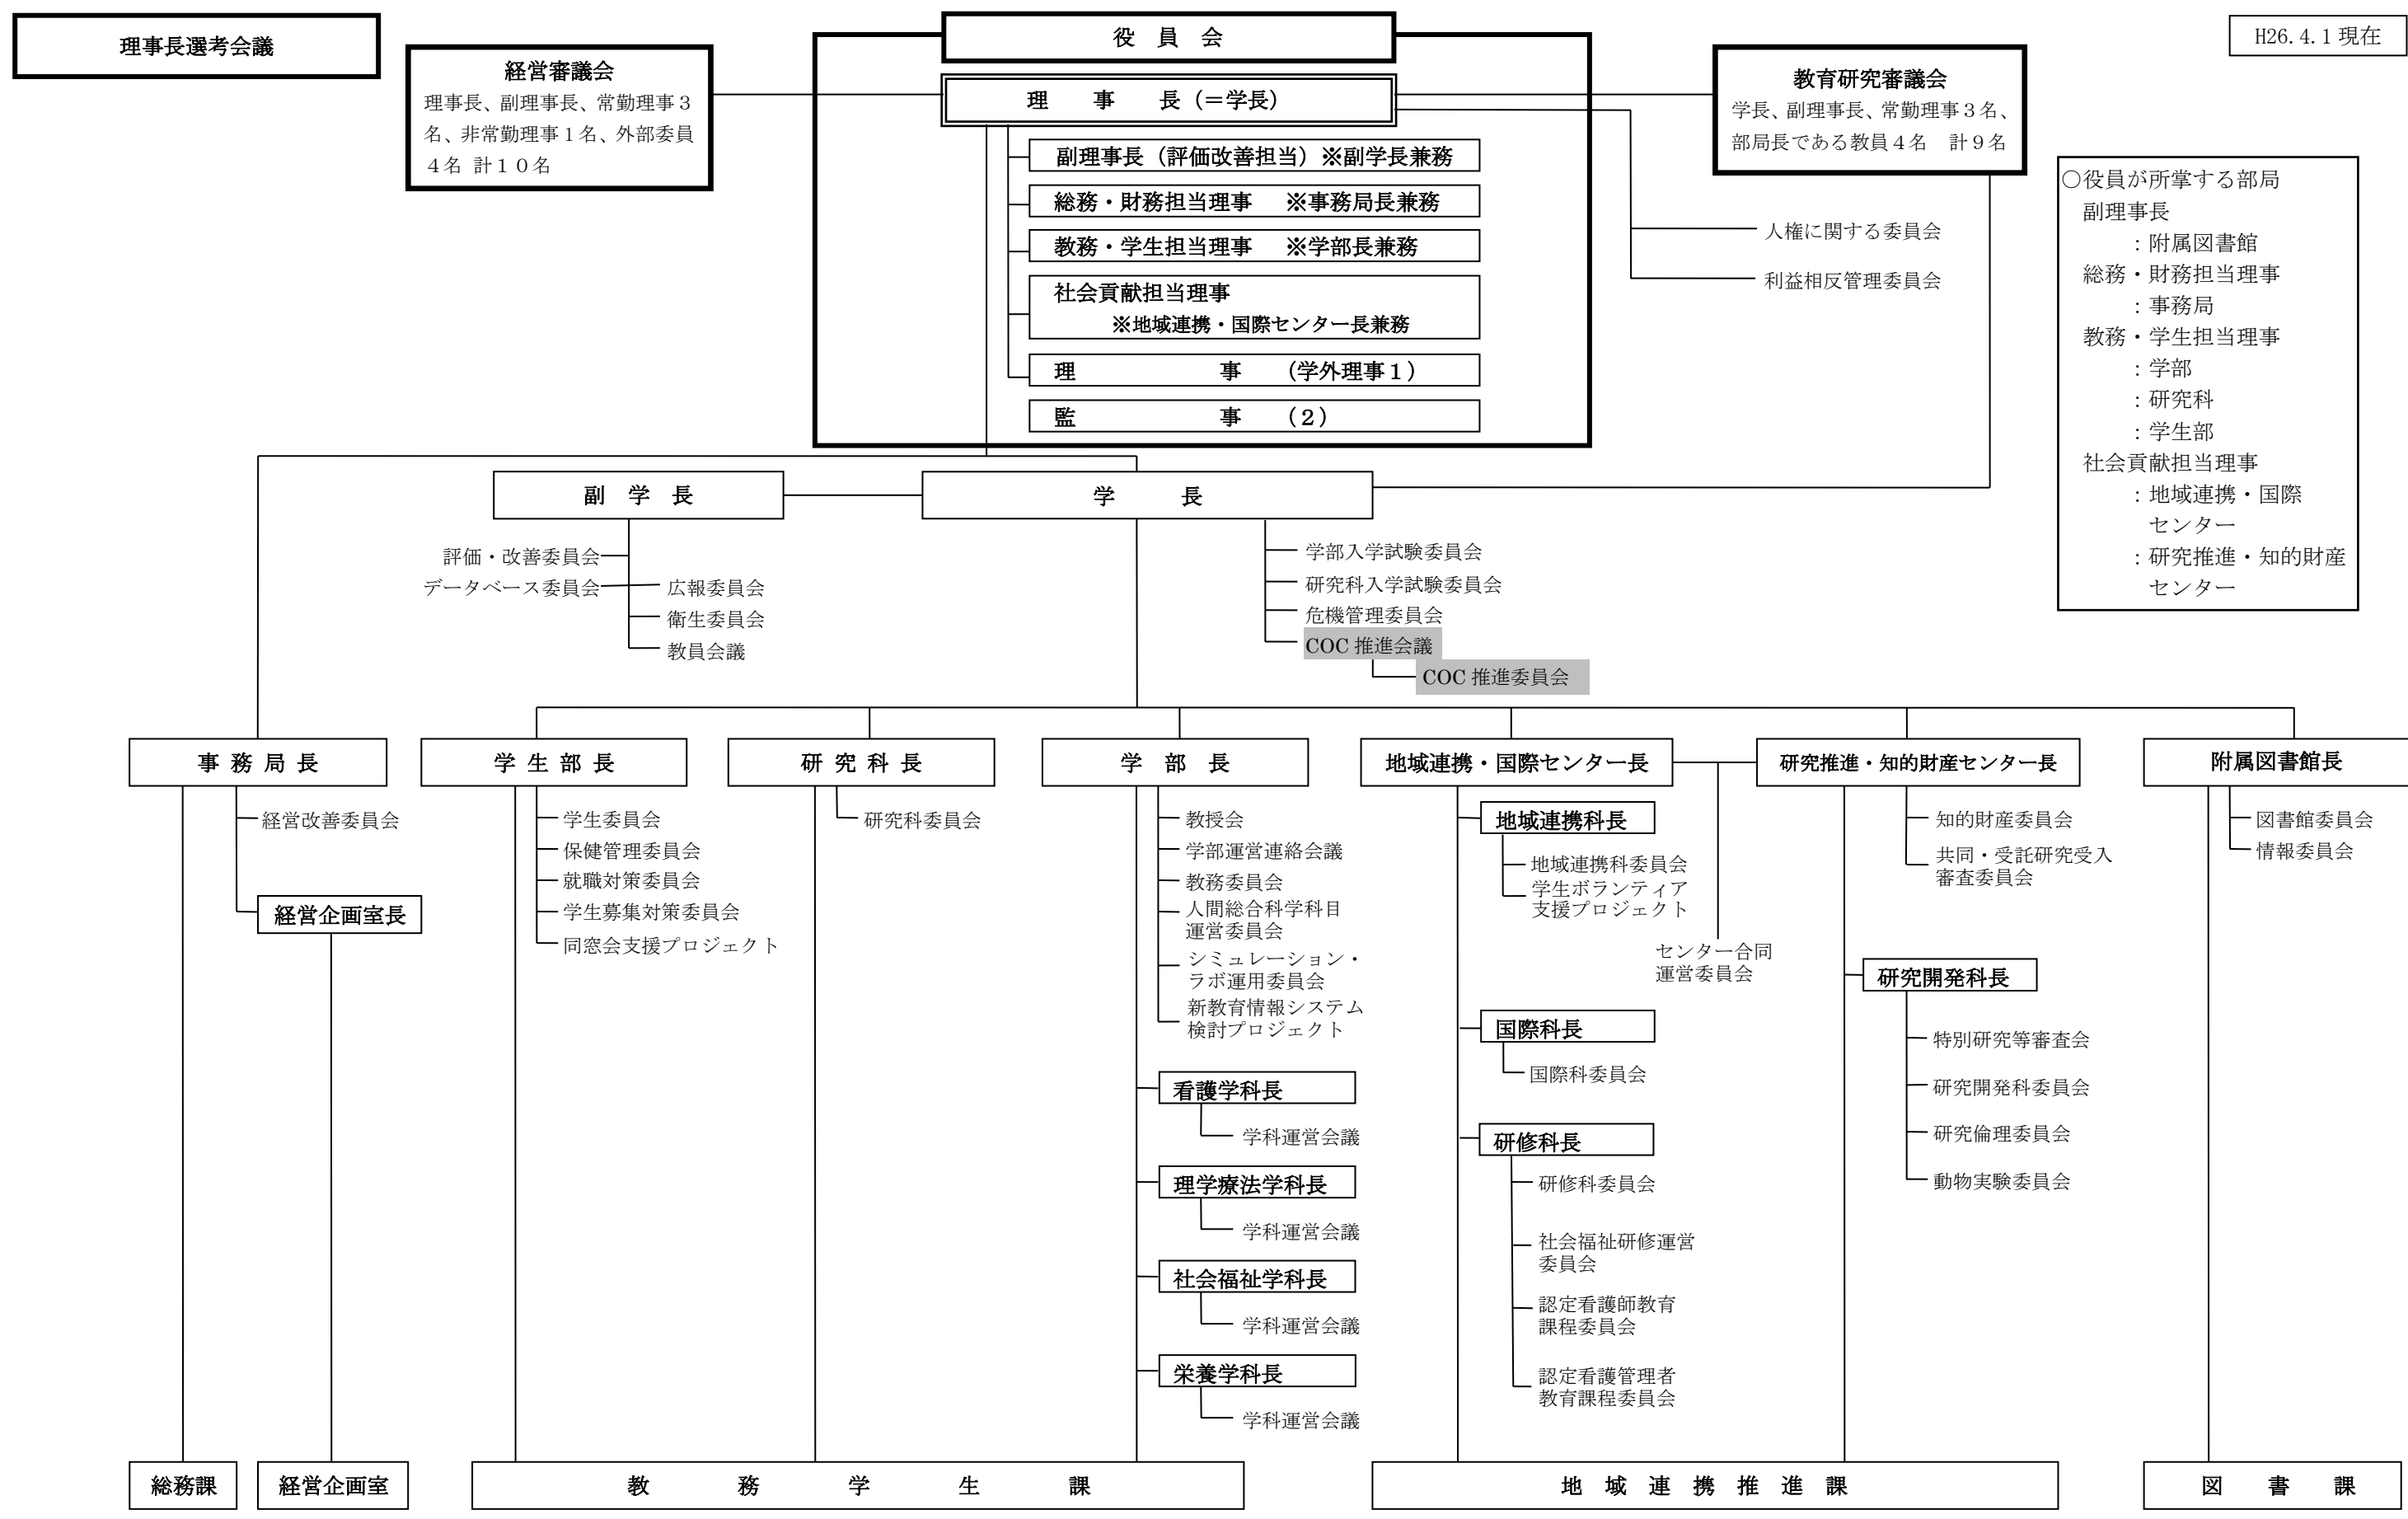 理事長選考会議
役員会
H26.4.1現在
経営審議会
理事長、副理事長、常勤理事３
名、非常勤理事１名、外部委員
４名 計１０名
理事長（＝学長）
副理事長（評価改善担当）※副学長兼務
総務・財務担当理事 ※事務局長兼務
教務・学生担当理事 ※学部長兼務
社会貢献担当理事
※地域連携・国際センター長兼務
理事 （学外理事１）
監事 （２）
教育研究審議会
学長、副理事長、常勤理事３名、
部局長である教員４名 計９名
人権に関する委員会
利益相反管理委員会
○役員が所掌する部局
副理事長
：附属図書館
総務・財務担当理事
：事務局
教務・学生担当理事
：学部
：研究科
：学生部
社会貢献担当理事
：地域連携・国際
センター
：研究推進・知的財産
センター
副学長
学長
評価・改善委員会
データベース委員会
広報委員会
衛生委員会
教員会議
学部入学試験委員会
研究科入学試験委員会
危機管理委員会
COC 推進会議
COC 推進委員会
事務局長
経営改善委員会
経営企画室長
学生部長
学生委員会
保健管理委員会
就職対策委員会
学生募集対策委員会
同窓会支援プロジェクト
研究科長
研究科委員会
学部長
教授会
学部運営連絡会議
教務委員会
人間総合科学科目
運営委員会
シミュレーション・
ラボ運用委員会
新教育情報システム
検討プロジェクト
看護学科長
学科運営会議
理学療法学科長
学科運営会議
社会福祉学科長
学科運営会議
栄養学科長
学科運営会議
地域連携・国際センター長
地域連携科長
地域連携科委員会
学生ボランティア
支援プロジェクト
センター合同
運営委員会
国際科長
国際科委員会
研修科長
研修科委員会
社会福祉研修運営
委員会
認定看護師教育
課程委員会
認定看護管理者
教育課程委員会
研究推進・知的財産センター長
知的財産委員会
共同・受託研究受入
審査委員会
研究開発科長
特別研究等審査会
研究開発科委員会
研究倫理委員会
動物実験委員会
附属図書館長
図書館委員会
情報委員会
総務課
経営企画室
教務学生課
地域連携推進課
図書課